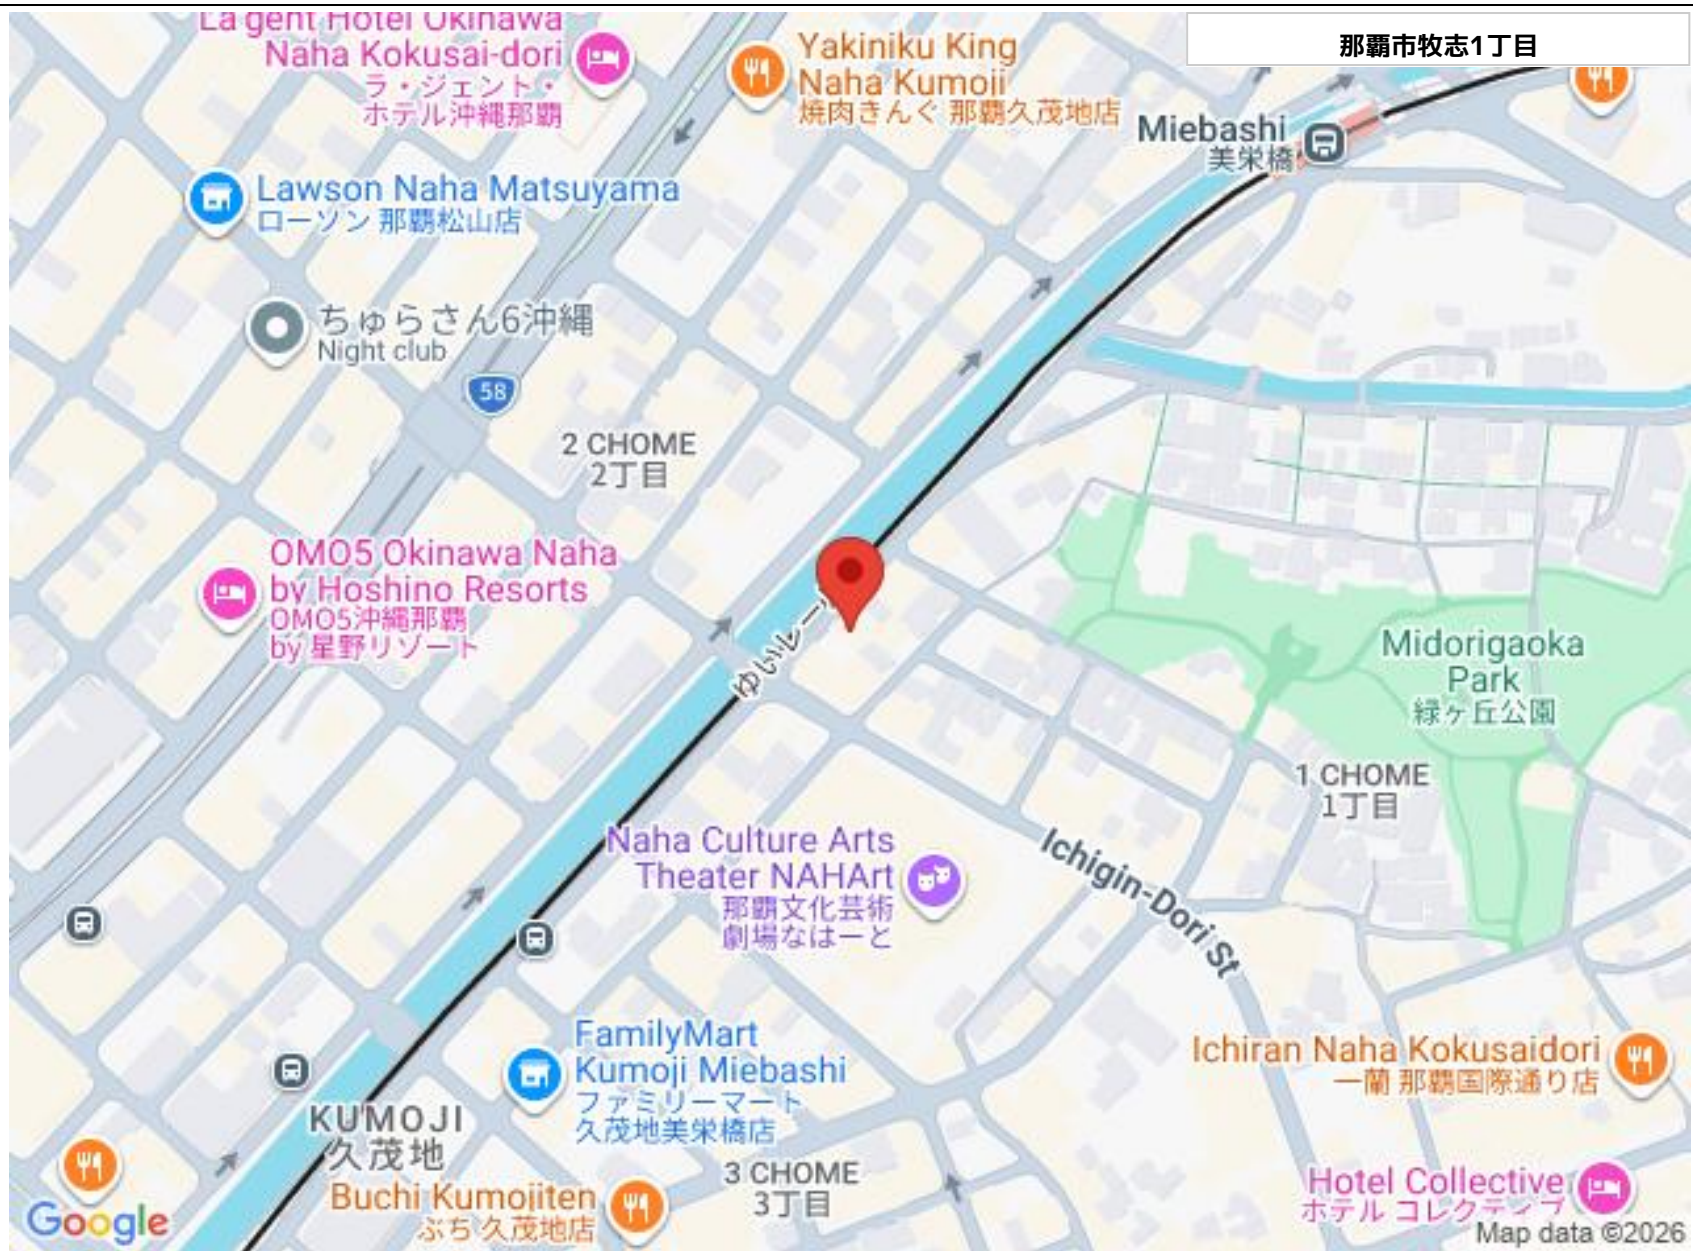 La gent Hotel Okinawa
Naha Kokusai-dori
ラ・ジェント・
ホテル沖縄那覇
Yakiniku King
Naha Kumoji
焼肉きんぐ 那覇久茂地店
那覇市牧志1丁目
Miebashi
美栄橋
Lawson Naha Matsuyama
ローソン 那覇松山店
ちゅらさん6沖縄
Night club
58
2 CHOME
2丁目
OMO5 Okinawa Naha
by Hoshino Resorts
OMO5沖縄那覇
by 星野リゾート
ゆいレー
Midorigaoka
Park
緑ヶ丘公園
1 CHOME
1丁目
Naha Culture Arts
Theater NAHArt
那覇文化芸術
劇場なはーと
Ichigin-Dori St
FamilyMart
Kumoji Miebashi
ファミリーマート
久茂地美栄橋店
Ichiran Naha Kokusaidori
一蘭 那覇国際通り店
KUMOJI
久茂地
3 CHOME
3丁目
Buchi Kumojiten
ぶち 久茂地店
Hotel Collective
ホテル コレクティブ
Google
Map data ©2026